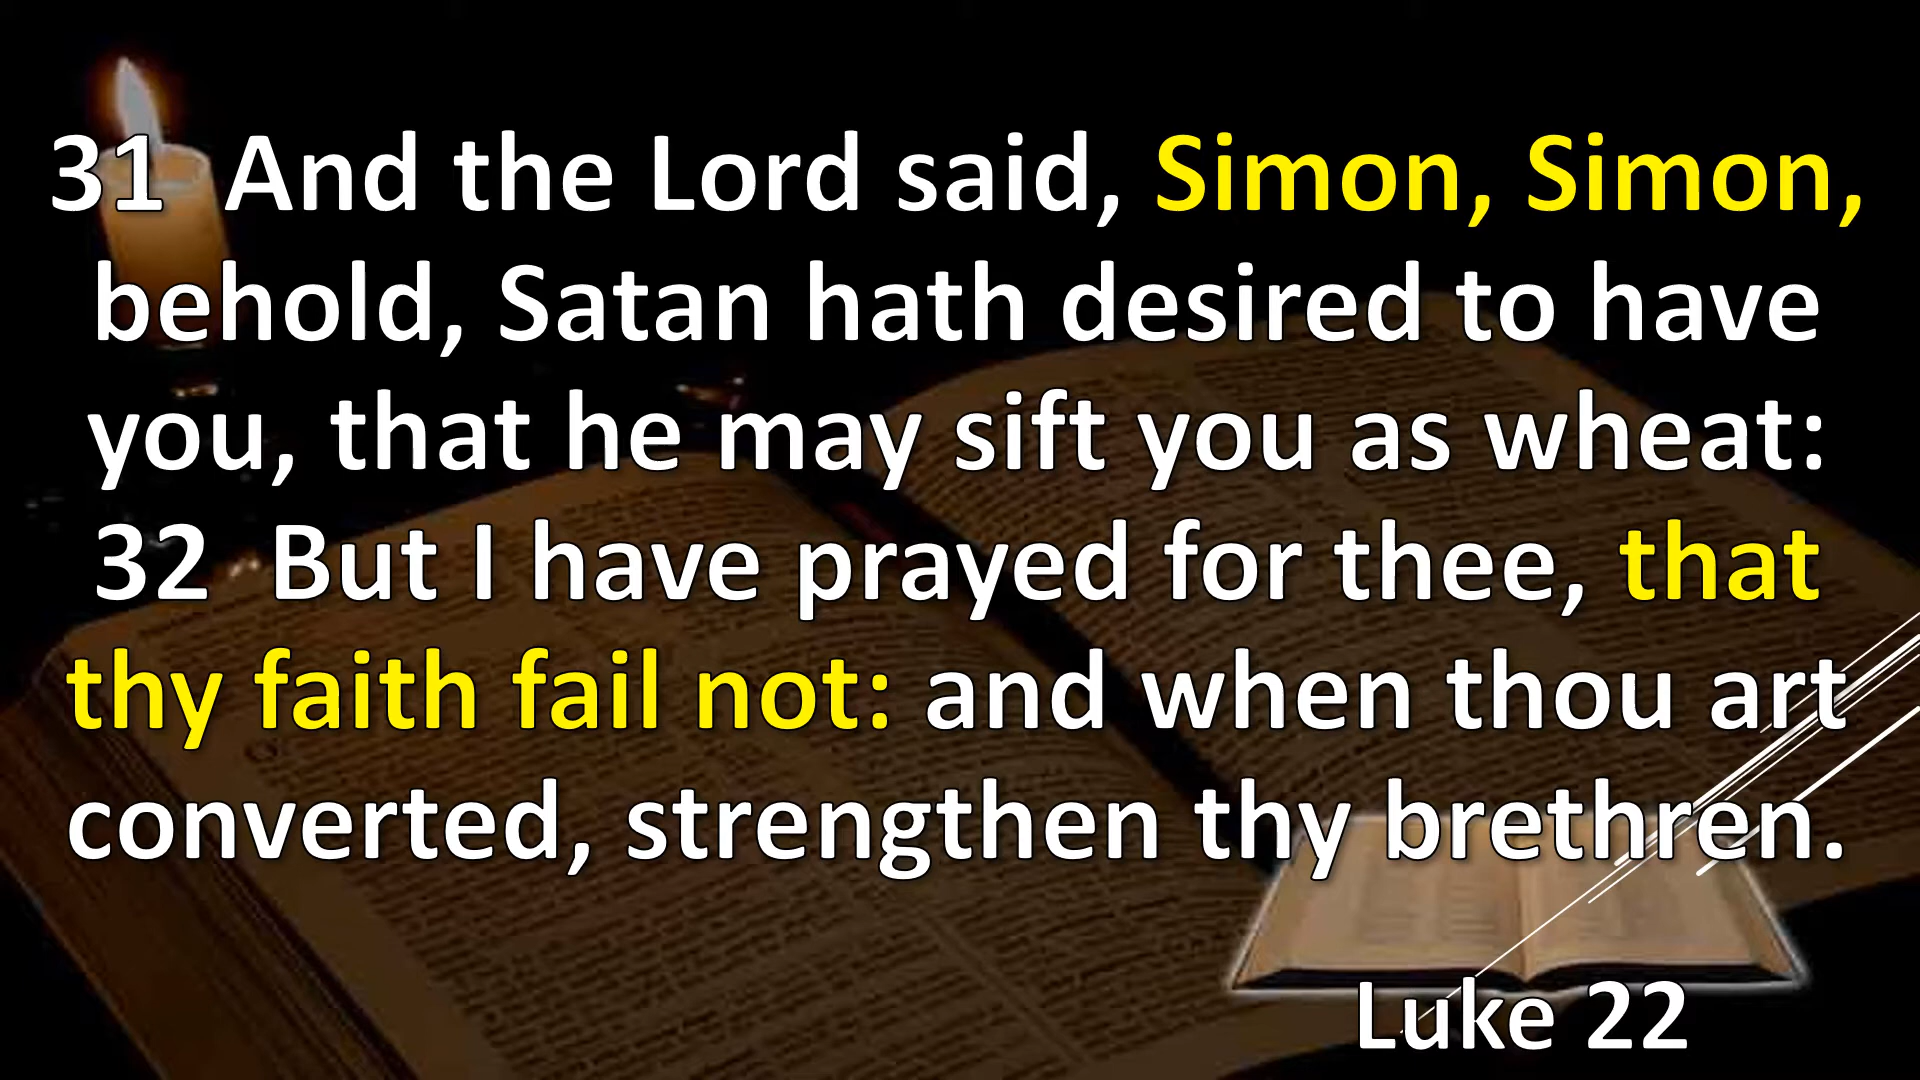 31  And the Lord said, Simon, Simon,
behold, Satan hath desired to have
you, that he may sift you as wheat:
32  But I have prayed for thee, that
thy faith fail not: and when thou art
converted, strengthen thy brethren.
Luke 22